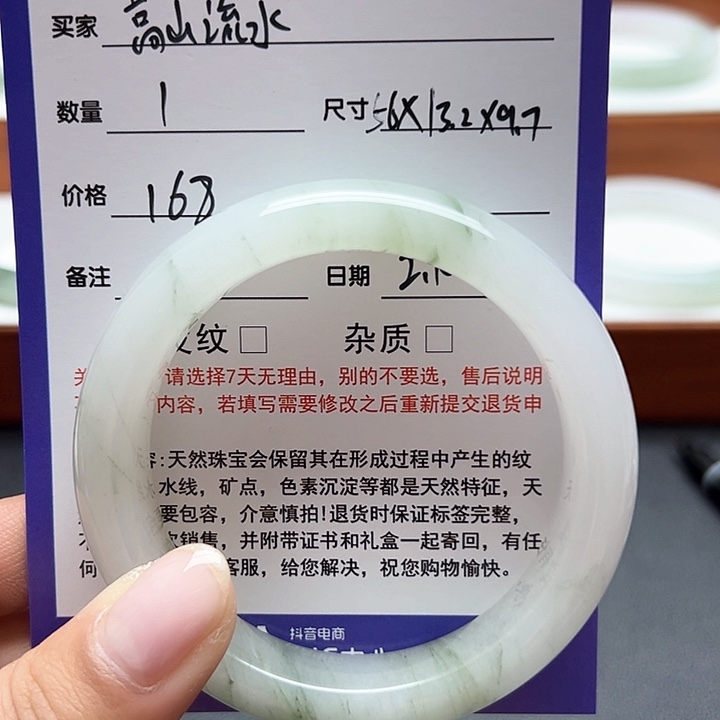 买家 高山流水
数量 1 尺寸 56X13.2X9.7
价格 168
备注 日期 2.1
纹 □ 杂质 □
请选择7天无理由，别的不要选，售后说明
内容，若填写需要修改之后重新提交退货申
:天然珠宝会保留其在形成过程中产生的纹
水线，矿点，色素沉淀等都是天然特征，天
要包容，介意慎拍!退货时保证标签完整，
销售，并附带证书和礼盒一起寄回，有任
何 客服，给您解决，祝您购物愉快。
抖音电商